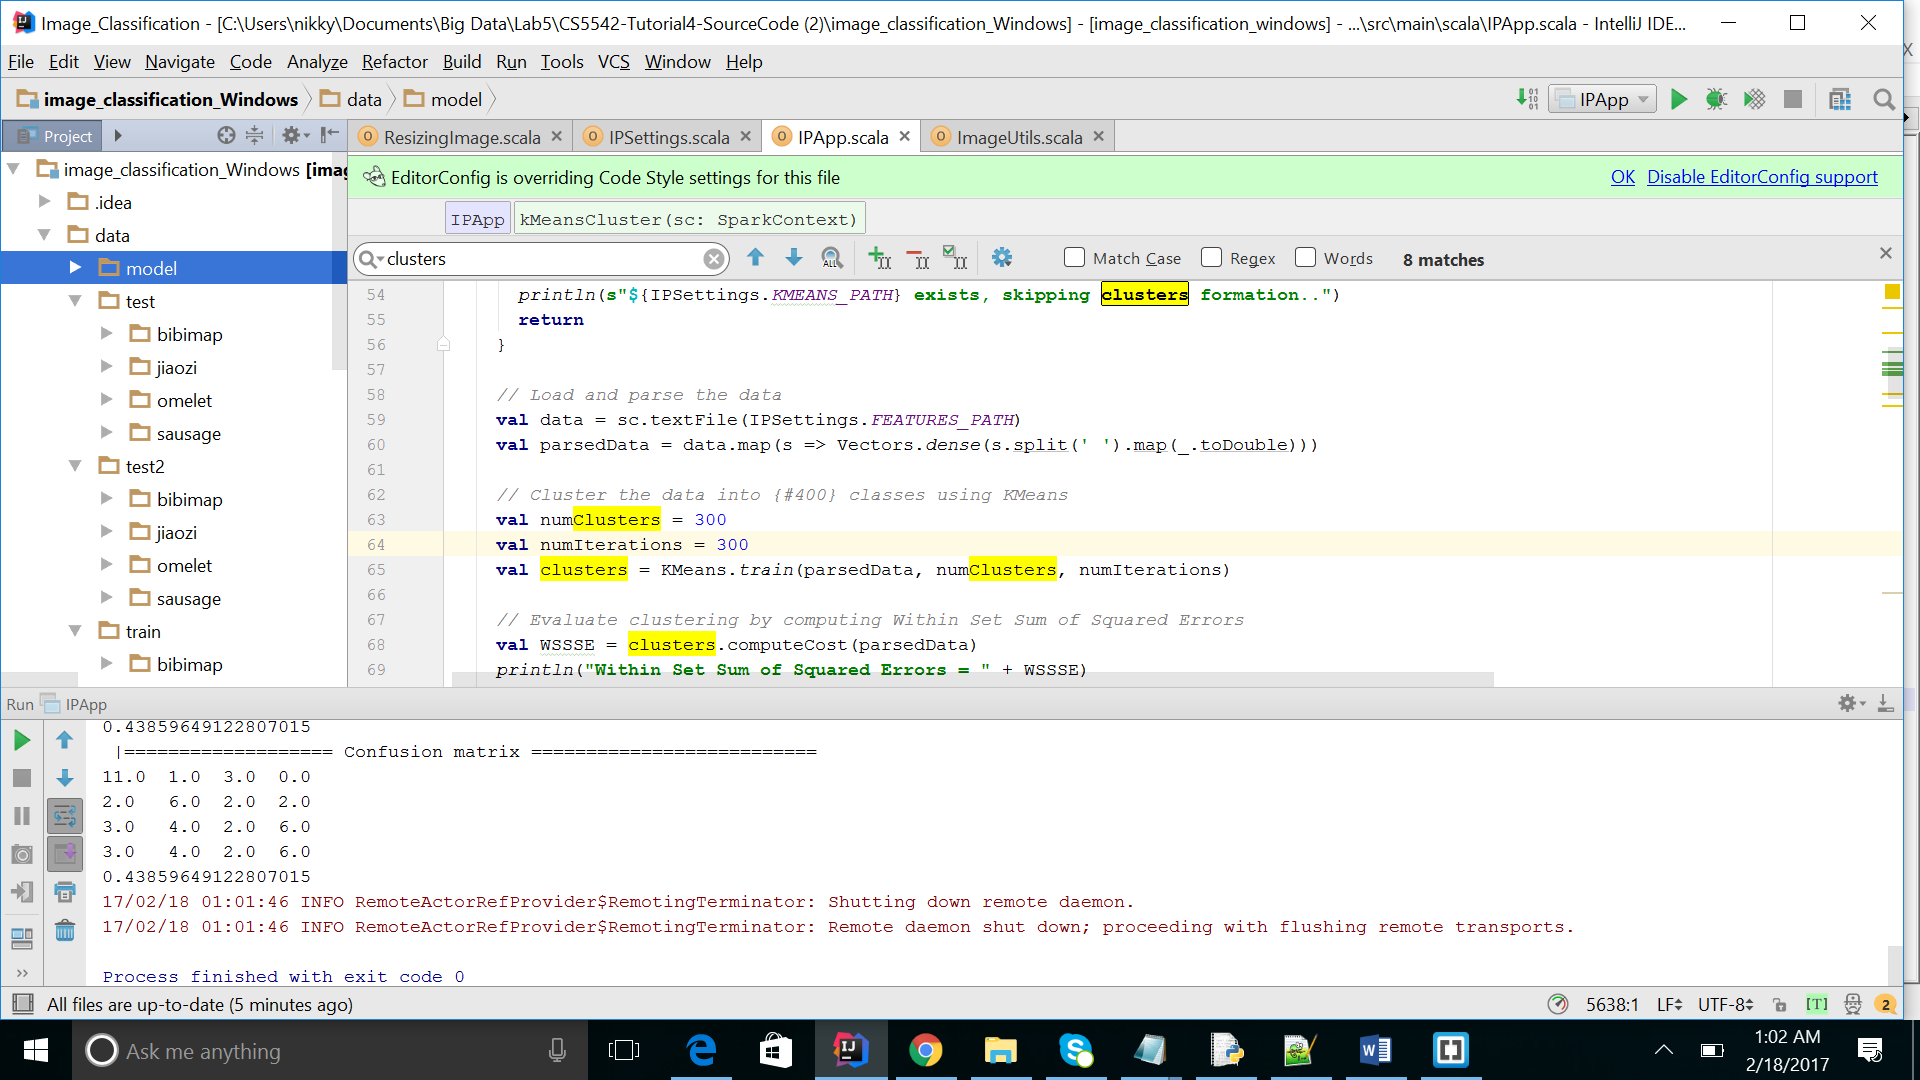 Image_Classification - [C:\Users\nikky\Documents\Big Data\Lab5\CS5542-Tutorial4-SourceCode (2)\image_classification_Windows] - [image_classification_windows] - ...\src\main\scala\IPApp.scala - IntelliJ IDE...
File Edit View Navigate Code Analyze Refactor Build Run Tools VCS Window Help
image_classification_Windows data model IPApp
Project ResizingImage.scala IPSettings.scala IPApp.scala ImageUtils.scala
image_classification_Windows [imag
.idea
data
model
test
bibimap
jiaozi
omelet
sausage
test2
bibimap
jiaozi
omelet
sausage
train
bibimap
EditorConfig is overriding Code Style settings for this file OK Disable EditorConfig support
IPApp kMeansCluster(sc: SparkContext)
clusters Match Case Regex Words 8 matches
54 println(s"${IPSettings.KMEANS_PATH} exists, skipping clusters formation..")
55 return
56 }
57
58 // Load and parse the data
59 val data = sc.textFile(IPSettings.FEATURES_PATH)
60 val parsedData = data.map(s => Vectors.dense(s.split(' ').map(_.toDouble)))
61
62 // Cluster the data into {#400} classes using KMeans
63 val numClusters = 300
64 val numIterations = 300
65 val clusters = KMeans.train(parsedData, numClusters, numIterations)
66
67 // Evaluate clustering by computing Within Set Sum of Squared Errors
68 val WSSSE = clusters.computeCost(parsedData)
69 println("Within Set Sum of Squared Errors = " + WSSSE)
Run IPApp
0.43859649122807015
|=================== Confusion matrix ==========================
11.0 1.0 3.0 0.0
2.0 6.0 2.0 2.0
3.0 4.0 2.0 6.0
3.0 4.0 2.0 6.0
0.43859649122807015
17/02/18 01:01:46 INFO RemoteActorRefProvider$RemotingTerminator: Shutting down remote daemon.
17/02/18 01:01:46 INFO RemoteActorRefProvider$RemotingTerminator: Remote daemon shut down; proceeding with flushing remote transports.
Process finished with exit code 0
All files are up-to-date (5 minutes ago) 5638:1 LF UTF-8 [T] 2
Ask me anything 1:02 AM
2/18/2017